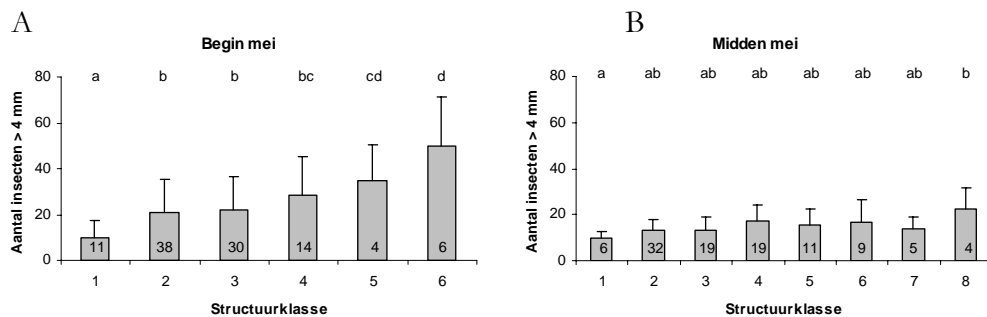 A
Begin mei
a b b bc cd d
Aantal insecten > 4 mm
80
60
40
20
0
11 38 30 14 4 6
1 2 3 4 5 6
Structuurklasse
B
Midden mei
a ab ab ab ab ab ab b
Aantal insecten > 4 mm
80
60
40
20
0
6 32 19 19 11 9 5 4
1 2 3 4 5 6 7 8
Structuurklasse